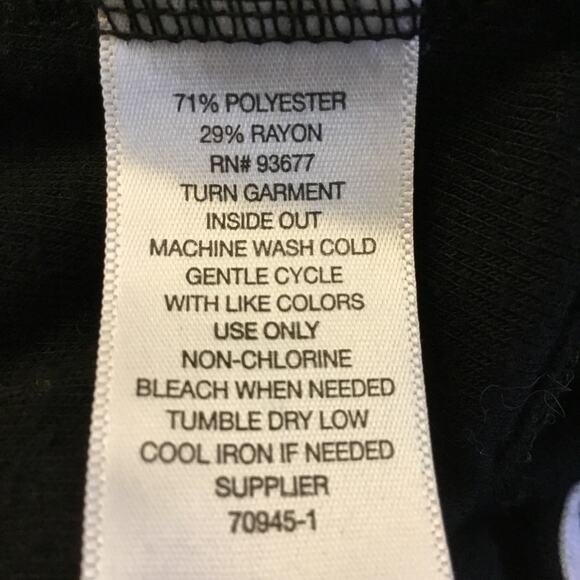 71% POLYESTER
29% RAYON
RN# 93677
TURN GARMENT
INSIDE OUT
MACHINE WASH COLD
GENTLE CYCLE
WITH LIKE COLORS
USE ONLY
NON-CHLORINE
BLEACH WHEN NEEDED
TUMBLE DRY LOW
COOL IRON IF NEEDED
SUPPLIER
70945-1